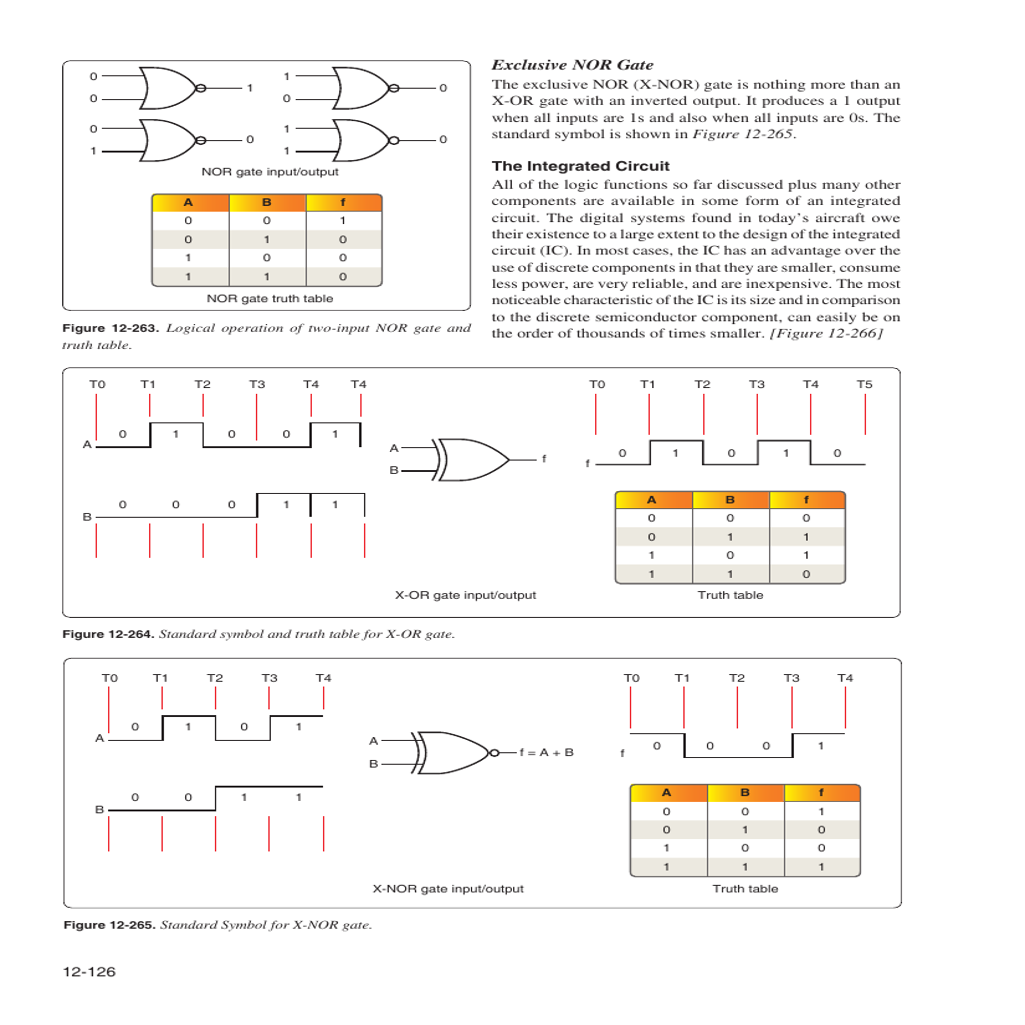 0
0
1
1
0
0
0
1
0
1
1
0
NOR gate input/output
A B f
0 0 1
0 1 0
1 0 0
1 1 0
NOR gate truth table
Figure 12-263. Logical operation of two-input NOR gate and
truth table.
Exclusive NOR Gate
The exclusive NOR (X-NOR) gate is nothing more than an
X-OR gate with an inverted output. It produces a 1 output
when all inputs are 1s and also when all inputs are 0s. The
standard symbol is shown in Figure 12-265.
The Integrated Circuit
All of the logic functions so far discussed plus many other
components are available in some form of an integrated
circuit. The digital systems found in today's aircraft owe
their existence to a large extent to the design of the integrated
circuit (IC). In most cases, the IC has an advantage over the
use of discrete components in that they are smaller, consume
less power, are very reliable, and are inexpensive. The most
noticeable characteristic of the IC is its size and in comparison
to the discrete semiconductor component, can easily be on
the order of thousands of times smaller. [Figure 12-266]
T0 T1 T2 T3 T4 T4
A 0 1 0 0 1
B 0 0 0 1 1
A
B
f
X-OR gate input/output
T0 T1 T2 T3 T4 T5
f 0 1 0 1 0
A B f
0 0 0
0 1 1
1 0 1
1 1 0
Truth table
Figure 12-264. Standard symbol and truth table for X-OR gate.
T0 T1 T2 T3 T4
A 0 1 0 1
B 0 0 1 1
A
B
f = A + B
X-NOR gate input/output
T0 T1 T2 T3 T4
f 0 0 0 1
A B f
0 0 1
0 1 0
1 0 0
1 1 1
Truth table
Figure 12-265. Standard Symbol for X-NOR gate.
12-126